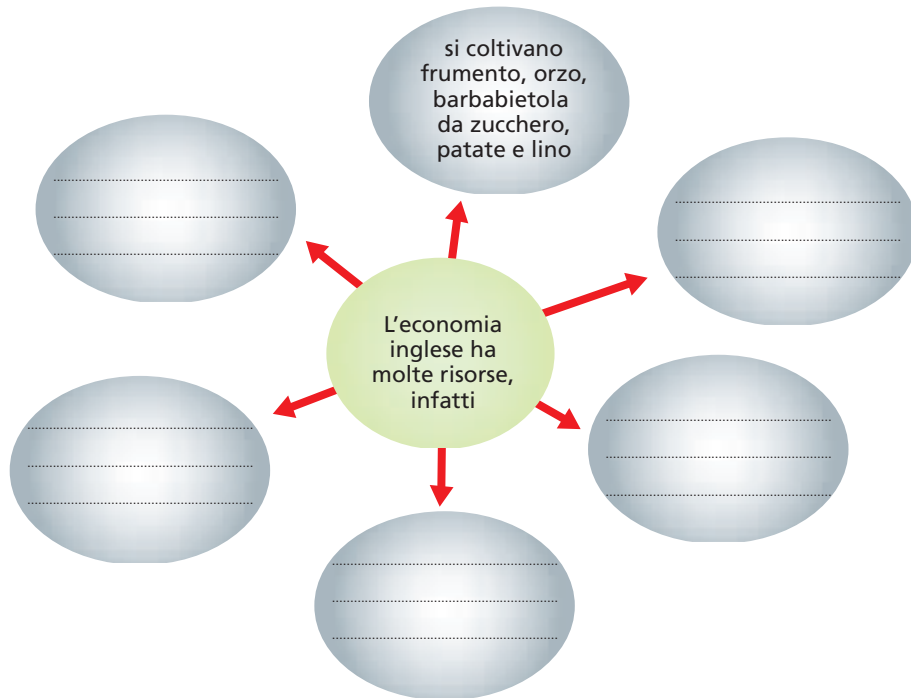 si coltivano
frumento, orzo,
barbabietola
da zucchero,
patate e lino
L'economia
inglese ha
molte risorse,
infatti